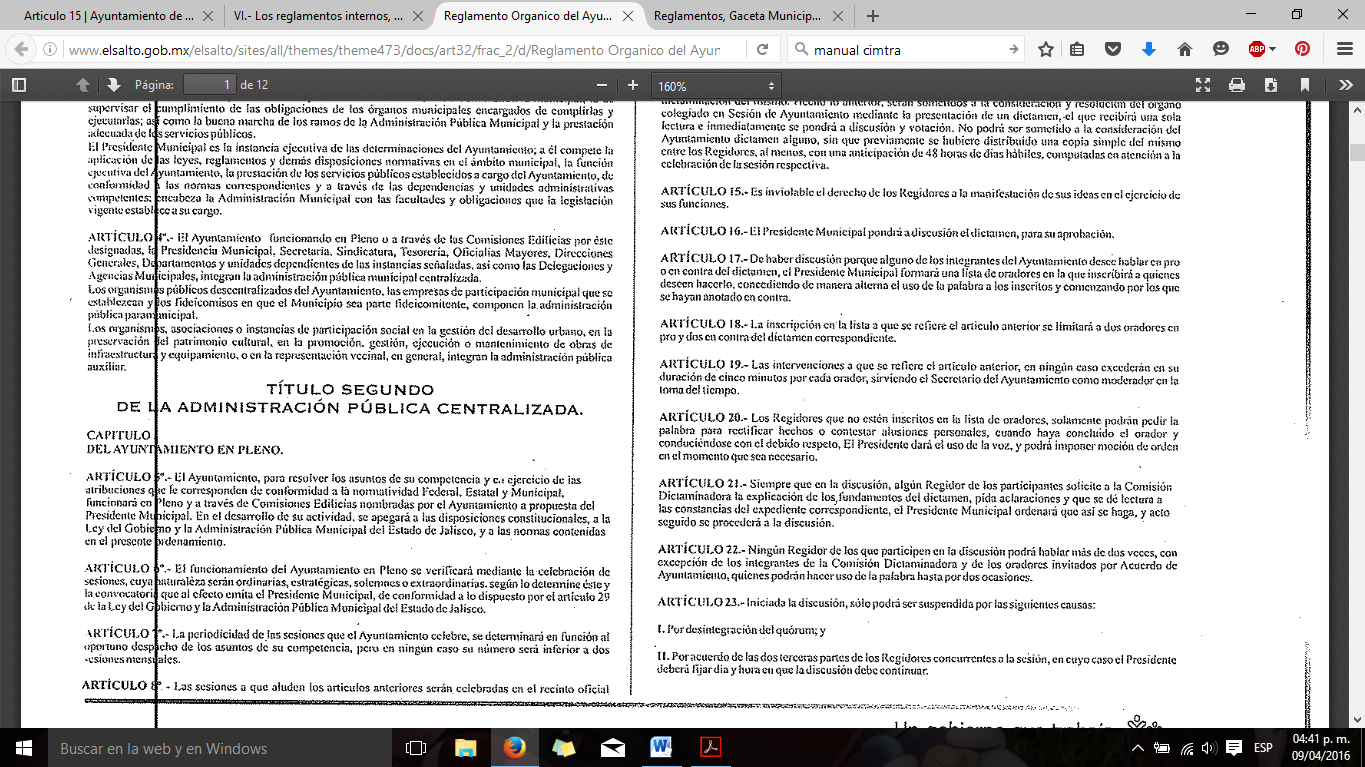 Articulo 15 | Ayuntamiento de ...
VI.- Los reglamentos internos, ...
Reglamento Organico del Ayu...
Reglamentos, Gaceta Municip...
www.elsalto.gob.mx/elsalto/sites/all/themes/theme473/docs/art32/frac_2/d/Reglamento Organico del Ayun
manual cimtra
ABP
Página: 1 de 12
160%
supervisar el cumplimiento de las obligaciones de los órganos municipales encargados de cumplirlas y
ejecutarlas; así como la buena marcha de los ramos de la Administración Pública Municipal y la prestación
adecuada de los servicios públicos.
El Presidente Municipal es la instancia ejecutiva de las determinaciones del Ayuntamiento; a él compete la
aplicación de las leyes, reglamentos y demás disposiciones normativas en el ámbito municipal, la función
ejecutiva del Ayuntamiento, la prestación de los servicios públicos establecidos a cargo del Ayuntamiento, de
conformidad a las normas correspondientes y a través de las dependencias y unidades administrativas
competentes; encabeza la Administración Municipal con las facultades y obligaciones que la legislación
vigente establece a su cargo.
ARTÍCULO 4º.- El Ayuntamiento funcionando en Pleno o a través de las Comisiones Edilicias por éste
designadas, la Presidencia Municipal, Secretaría, Sindicatura, Tesorería, Oficialías Mayores, Direcciones
Generales, Departamentos y unidades dependientes de las instancias señaladas, así como las Delegaciones y
Agencias Municipales, integran la administración pública municipal centralizada.
Los organismos públicos descentralizados del Ayuntamiento, las empresas de participación municipal que se
establezcan y los fideicomisos en que el Municipio sea parte fideicomitente, componen la administración
pública paramunicipal.
Los organismos, asociaciones o instancias de participación social en la gestión del desarrollo urbano, en la
preservación del patrimonio cultural, en la promoción, gestión, ejecución o mantenimiento de obras de
infraestructura y equipamiento, o en la representación vecinal, en general, integran la administración pública
auxiliar.
TÍTULO SEGUNDO
DE LA ADMINISTRACIÓN PÚBLICA CENTRALIZADA.
CAPITULO
DEL AYUNTAMIENTO EN PLENO.
ARTÍCULO 5º.- El Ayuntamiento, para resolver los asuntos de su competencia y en ejercicio de las
atribuciones que le corresponden de conformidad a la normatividad Federal, Estatal y Municipal,
funcionará en Pleno y a través de Comisiones Edilicias nombradas por el Ayuntamiento a propuesta del
Presidente Municipal. En el desarrollo de su actividad, se apegará a las disposiciones constitucionales, a la
Ley del Gobierno y la Administración Pública Municipal del Estado de Jalisco, y a las normas contenidas
en el presente ordenamiento.
ARTÍCULO 6º.- El funcionamiento del Ayuntamiento en Pleno se verificará mediante la celebración de
sesiones, cuya naturaleza serán ordinarias, estratégicas, solemnes o extraordinarias. según lo determine éste y
la convocatoria que al efecto emita el Presidente Municipal, de conformidad a lo dispuesto por el artículo 29
de la Ley del Gobierno y la Administración Pública Municipal del Estado de Jalisco.
ARTÍCULO 7º.- La periodicidad de las sesiones que el Ayuntamiento celebre, se determinará en función al
oportuno despacho de los asuntos de su competencia, pero en ningún caso su número será inferior a dos
sesiones mensuales.
ARTÍCULO 8º. - Las sesiones a que aluden los artículos anteriores serán celebradas en el recinto oficial
dictaminación del mismo. Hecho lo anterior, serán sometidos a la consideración y resolución del órgano
colegiado en Sesión de Ayuntamiento mediante la presentación de un dictamen, el que recibirá una sola
lectura e inmediatamente se pondrá a discusión y votación. No podrá ser sometido a la consideración del
Ayuntamiento dictamen alguno, sin que previamente se hubiere distribuido una copia simple del mismo
entre los Regidores, al menos, con una anticipación de 48 horas de días hábiles, computadas en atención a la
celebración de la sesión respectiva.
ARTÍCULO 15.- Es inviolable el derecho de los Regidores a la manifestación de sus ideas en el ejercicio de
sus funciones.
ARTÍCULO 16.- El Presidente Municipal pondrá a discusión el dictamen, para su aprobación.
ARTÍCULO 17.- De haber discusión porque alguno de los integrantes del Ayuntamiento desee hablar en pro
o en contra del dictamen, el Presidente Municipal formará una lista de oradores en la que inscribirá a quienes
deseen hacerlo, concediendo de manera alterna el uso de la palabra a los inscritos y comenzando por los que
se hayan anotado en contra.
ARTÍCULO 18.- La inscripción en la lista a que se refiere el artículo anterior se limitará a dos oradores en
pro y dos en contra del dictamen correspondiente.
ARTÍCULO 19.- Las intervenciones a que se refiere el artículo anterior, en ningún caso excederán en su
duración de cinco minutos por cada orador, sirviendo el Secretario del Ayuntamiento como moderador en la
toma del tiempo.
ARTÍCULO 20.- Los Regidores que no estén inscritos en la lista de oradores, solamente podrán pedir la
palabra para rectificar hechos o contestar alusiones personales, cuando haya concluido el orador y
conduciéndose con el debido respeto, El Presidente dará el uso de la voz, y podrá imponer moción de orden
en el momento que sea necesario.
ARTÍCULO 21.- Siempre que en la discusión, algún Regidor de los participantes solicite a la Comisión
Dictaminadora la explicación de los fundamentos del dictamen, pida aclaraciones y que se dé lectura a
las constancias del expediente correspondiente, el Presidente Municipal ordenará que así se haga, y acto
seguido se procederá a la discusión.
ARTÍCULO 22.- Ningún Regidor de los que participen en la discusión podrá hablar más de dos veces, con
excepción de los integrantes de la Comisión Dictaminadora y de los oradores invitados por Acuerdo de
Ayuntamiento, quienes podrán hacer uso de la palabra hasta por dos ocasiones.
ARTÍCULO 23.- Iniciada la discusión, sólo podrá ser suspendida por las siguientes causas:
I. Por desintegración del quórum; y
II. Por acuerdo de las dos terceras partes de los Regidores concurrentes a la sesión, en cuyo caso el Presidente
deberá fijar día y hora en que la discusión debe continuar.
Buscar en la web y en Windows
ESP
04:41 p. m.
09/04/2016